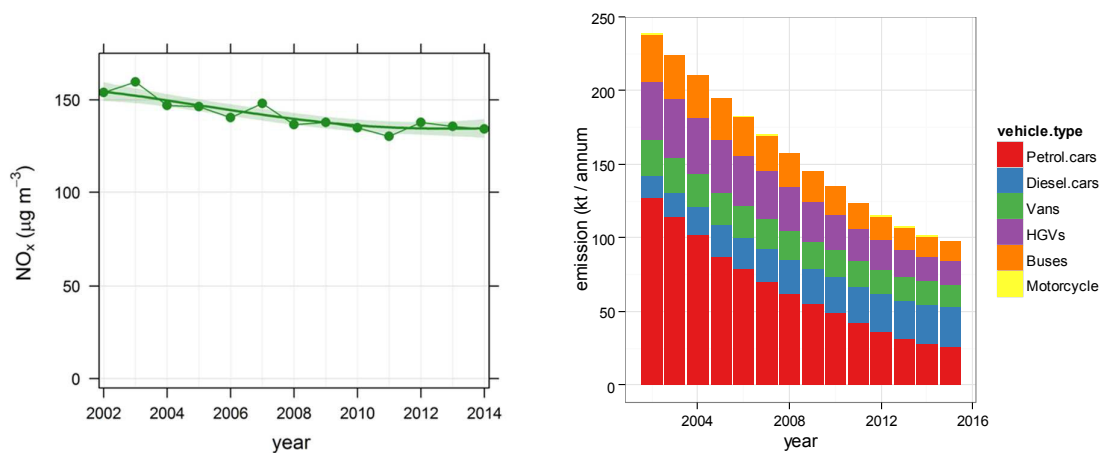 NOx (µg m−3)
150
100
50
0
2002 2004 2006 2008 2010 2012 2014
year
emission (kt / annum
250
200
150
100
50
0
2004 2008 2012 2016
year
vehicle.type
Petrol.cars
Diesel.cars
Vans
HGVs
Buses
Motorcycle